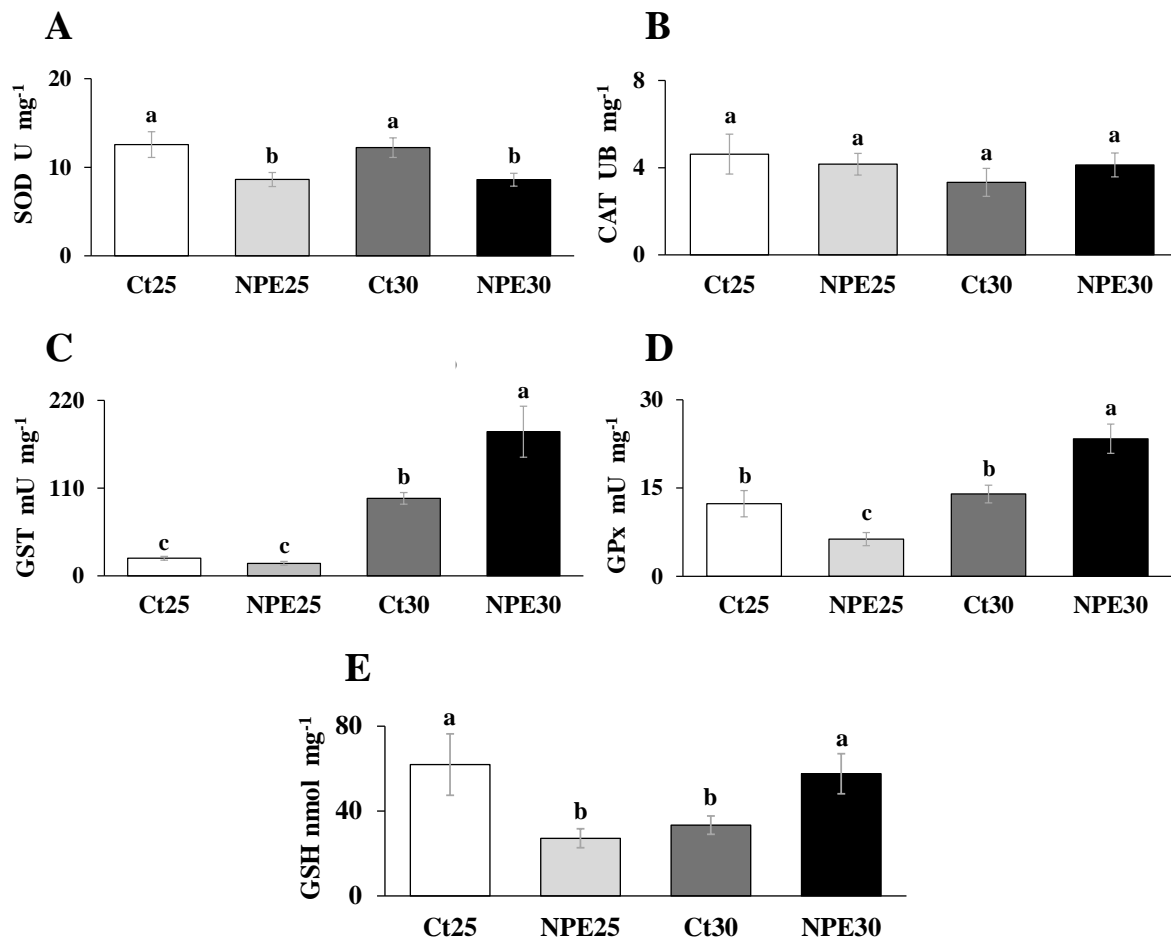 A
SOD U mg-1
20
10
0
a
b
a
b
Ct25 NPE25 Ct30 NPE30
B
CAT UB mg-1
8
4
0
a
a
a
a
Ct25 NPE25 Ct30 NPE30
C
GST mU mg-1
220
110
0
c
c
b
a
Ct25 NPE25 Ct30 NPE30
D
GPx mU mg-1
30
15
0
b
c
b
a
Ct25 NPE25 Ct30 NPE30
E
GSH nmol mg-1
80
40
0
a
b
b
a
Ct25 NPE25 Ct30 NPE30